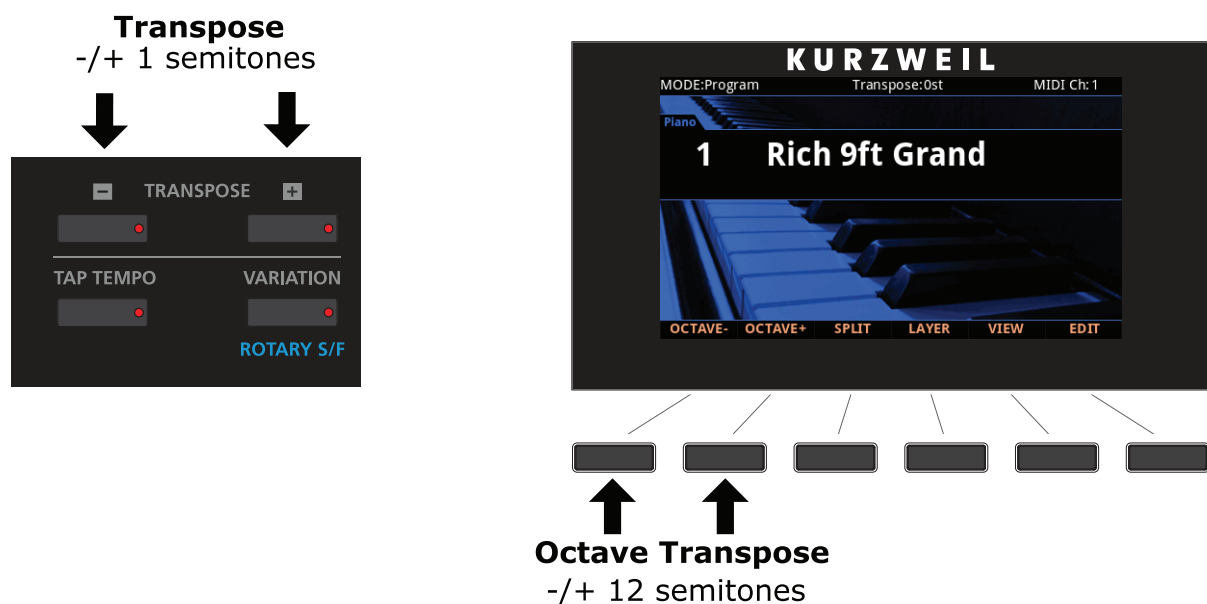 Transpose
-/+ 1 semitones
- TRANSPOSE +
TAP TEMPO VARIATION
ROTARY S/F
KURZWEIL
MODE:Program Transpose:0st MIDI Ch:1
Piano
1 Rich 9ft Grand
OCTAVE- OCTAVE+ SPLIT LAYER VIEW EDIT
Octave Transpose
-/+ 12 semitones